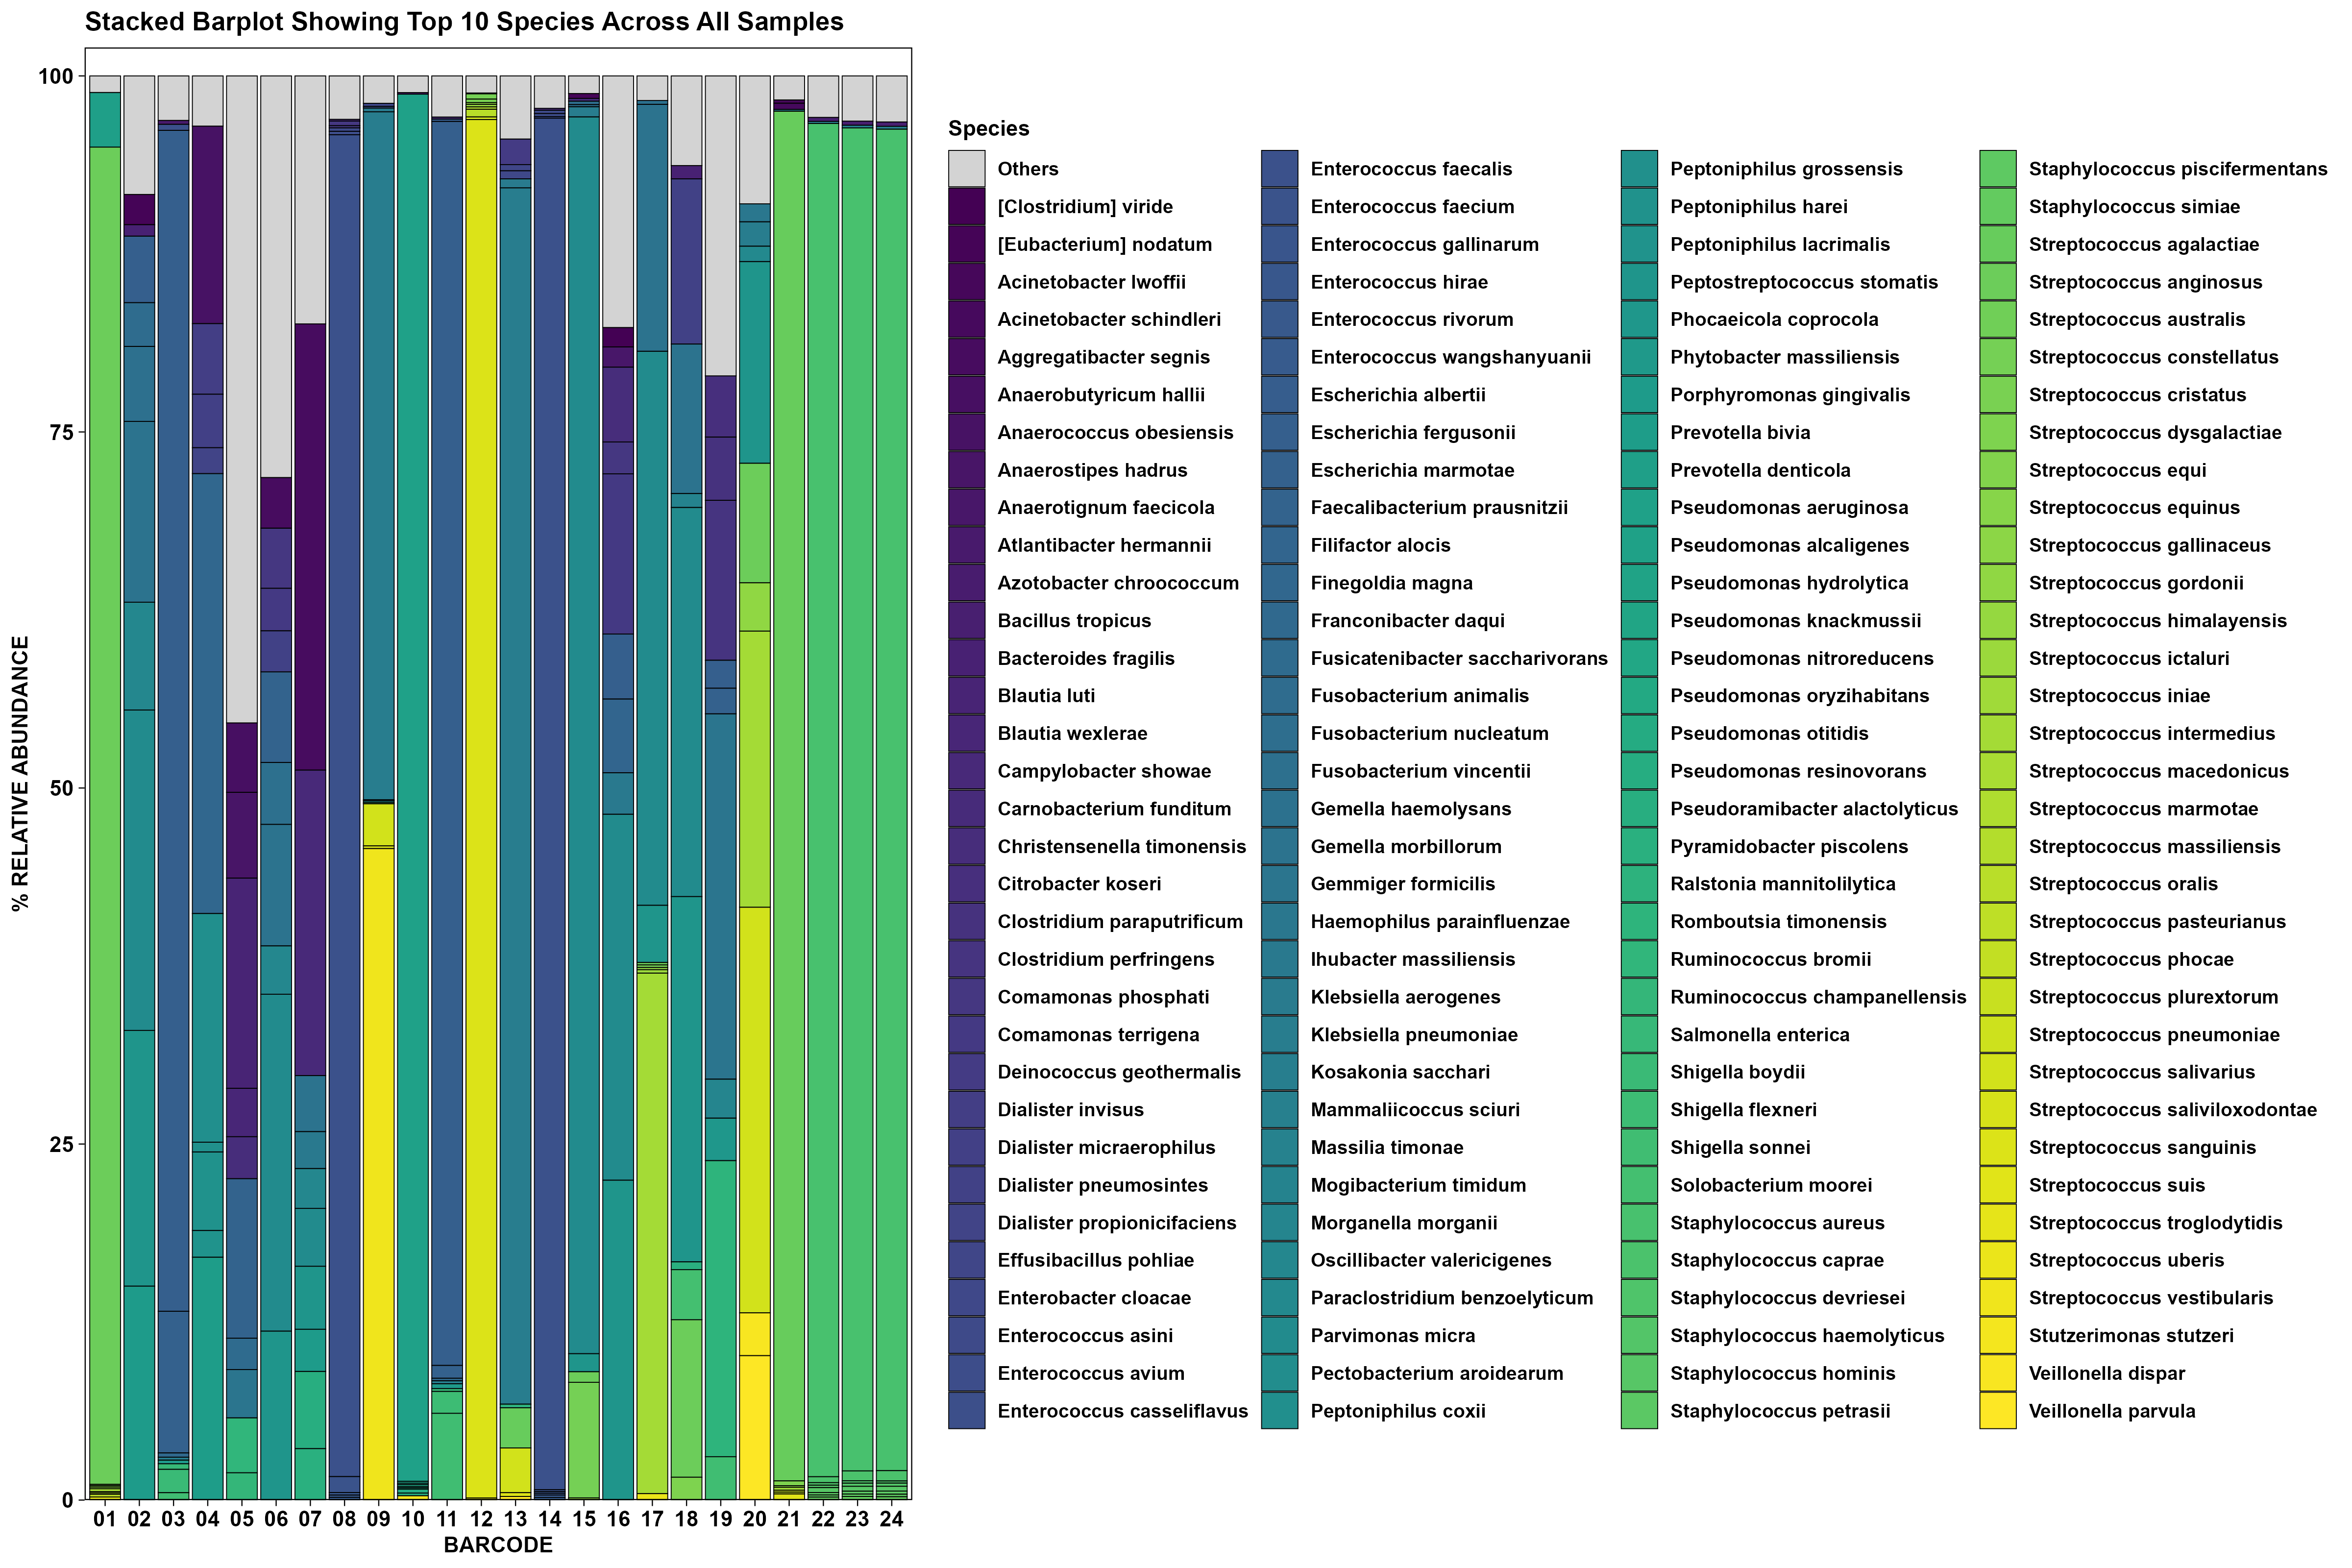 Stacked Barplot Showing Top 10 Species Across All Samples
% RELATIVE ABUNDANCE
100
75
50
25
0
01 02 03 04 05 06 07 08 09 10 11 12 13 14 15 16 17 18 19 20 21 22 23 24
BARCODE
Species
Others
[Clostridium] viride
[Eubacterium] nodatum
Acinetobacter lwoffii
Acinetobacter schindleri
Aggregatibacter segnis
Anaerobutyricum hallii
Anaerococcus obesiensis
Anaerostipes hadrus
Anaerotignum faecicola
Atlantibacter hermannii
Azotobacter chroococcum
Bacillus tropicus
Bacteroides fragilis
Blautia luti
Blautia wexlerae
Campylobacter showae
Carnobacterium funditum
Christensenella timonensis
Citrobacter koseri
Clostridium paraputrificum
Clostridium perfringens
Comamonas phosphati
Comamonas terrigena
Deinococcus geothermalis
Dialister invisus
Dialister micraerophilus
Dialister pneumosintes
Dialister propionicifaciens
Effusibacillus pohliae
Enterobacter cloacae
Enterococcus asini
Enterococcus avium
Enterococcus casseliflavus
Enterococcus faecalis
Enterococcus faecium
Enterococcus gallinarum
Enterococcus hirae
Enterococcus rivorum
Enterococcus wangshanyuanii
Escherichia albertii
Escherichia fergusonii
Escherichia marmotae
Faecalibacterium prausnitzii
Filifactor alocis
Finegoldia magna
Franconibacter daqui
Fusicatenibacter saccharivorans
Fusobacterium animalis
Fusobacterium nucleatum
Fusobacterium vincentii
Gemella haemolysans
Gemella morbillorum
Gemmiger formicilis
Haemophilus parainfluenzae
Ihubacter massiliensis
Klebsiella aerogenes
Klebsiella pneumoniae
Kosakonia sacchari
Mammaliicoccus sciuri
Massilia timonae
Mogibacterium timidum
Morganella morganii
Oscillibacter valericigenes
Paraclostridium benzoelyticum
Parvimonas micra
Pectobacterium aroidearum
Peptoniphilus coxii
Peptoniphilus grossensis
Peptoniphilus harei
Peptoniphilus lacrimalis
Peptostreptococcus stomatis
Phocaeicola coprocola
Phytobacter massiliensis
Porphyromonas gingivalis
Prevotella bivia
Prevotella denticola
Pseudomonas aeruginosa
Pseudomonas alcaligenes
Pseudomonas hydrolytica
Pseudomonas knackmussii
Pseudomonas nitroreducens
Pseudomonas oryzihabitans
Pseudomonas otitidis
Pseudomonas resinovorans
Pseudoramibacter alactolyticus
Pyramidobacter piscolens
Ralstonia mannitolilytica
Romboutsia timonensis
Ruminococcus bromii
Ruminococcus champanellensis
Salmonella enterica
Shigella boydii
Shigella flexneri
Shigella sonnei
Solobacterium moorei
Staphylococcus aureus
Staphylococcus caprae
Staphylococcus devriesei
Staphylococcus haemolyticus
Staphylococcus hominis
Staphylococcus petrasii
Staphylococcus piscifermentans
Staphylococcus simiae
Streptococcus agalactiae
Streptococcus anginosus
Streptococcus australis
Streptococcus constellatus
Streptococcus cristatus
Streptococcus dysgalactiae
Streptococcus equi
Streptococcus equinus
Streptococcus gallinaceus
Streptococcus gordonii
Streptococcus himalayensis
Streptococcus ictaluri
Streptococcus iniae
Streptococcus intermedius
Streptococcus macedonicus
Streptococcus marmotae
Streptococcus massiliensis
Streptococcus oralis
Streptococcus pasteurianus
Streptococcus phocae
Streptococcus plurextorum
Streptococcus pneumoniae
Streptococcus salivarius
Streptococcus saliviloxodontae
Streptococcus sanguinis
Streptococcus suis
Streptococcus troglodytidis
Streptococcus uberis
Streptococcus vestibularis
Stutzerimonas stutzeri
Veillonella dispar
Veillonella parvula